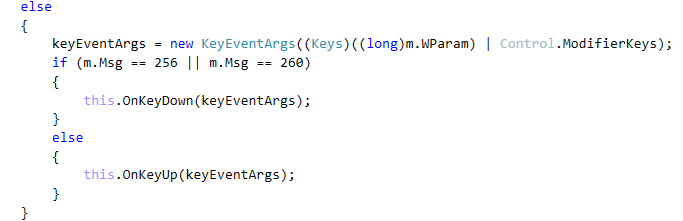 else
{
keyEventArgs = new KeyEventArgs((Keys)((long)m.WParam) | Control.ModifierKeys);
if (m.Msg == 256 || m.Msg == 260)
{
this.OnKeyDown(keyEventArgs);
}
else
{
this.OnKeyUp(keyEventArgs);
}
}